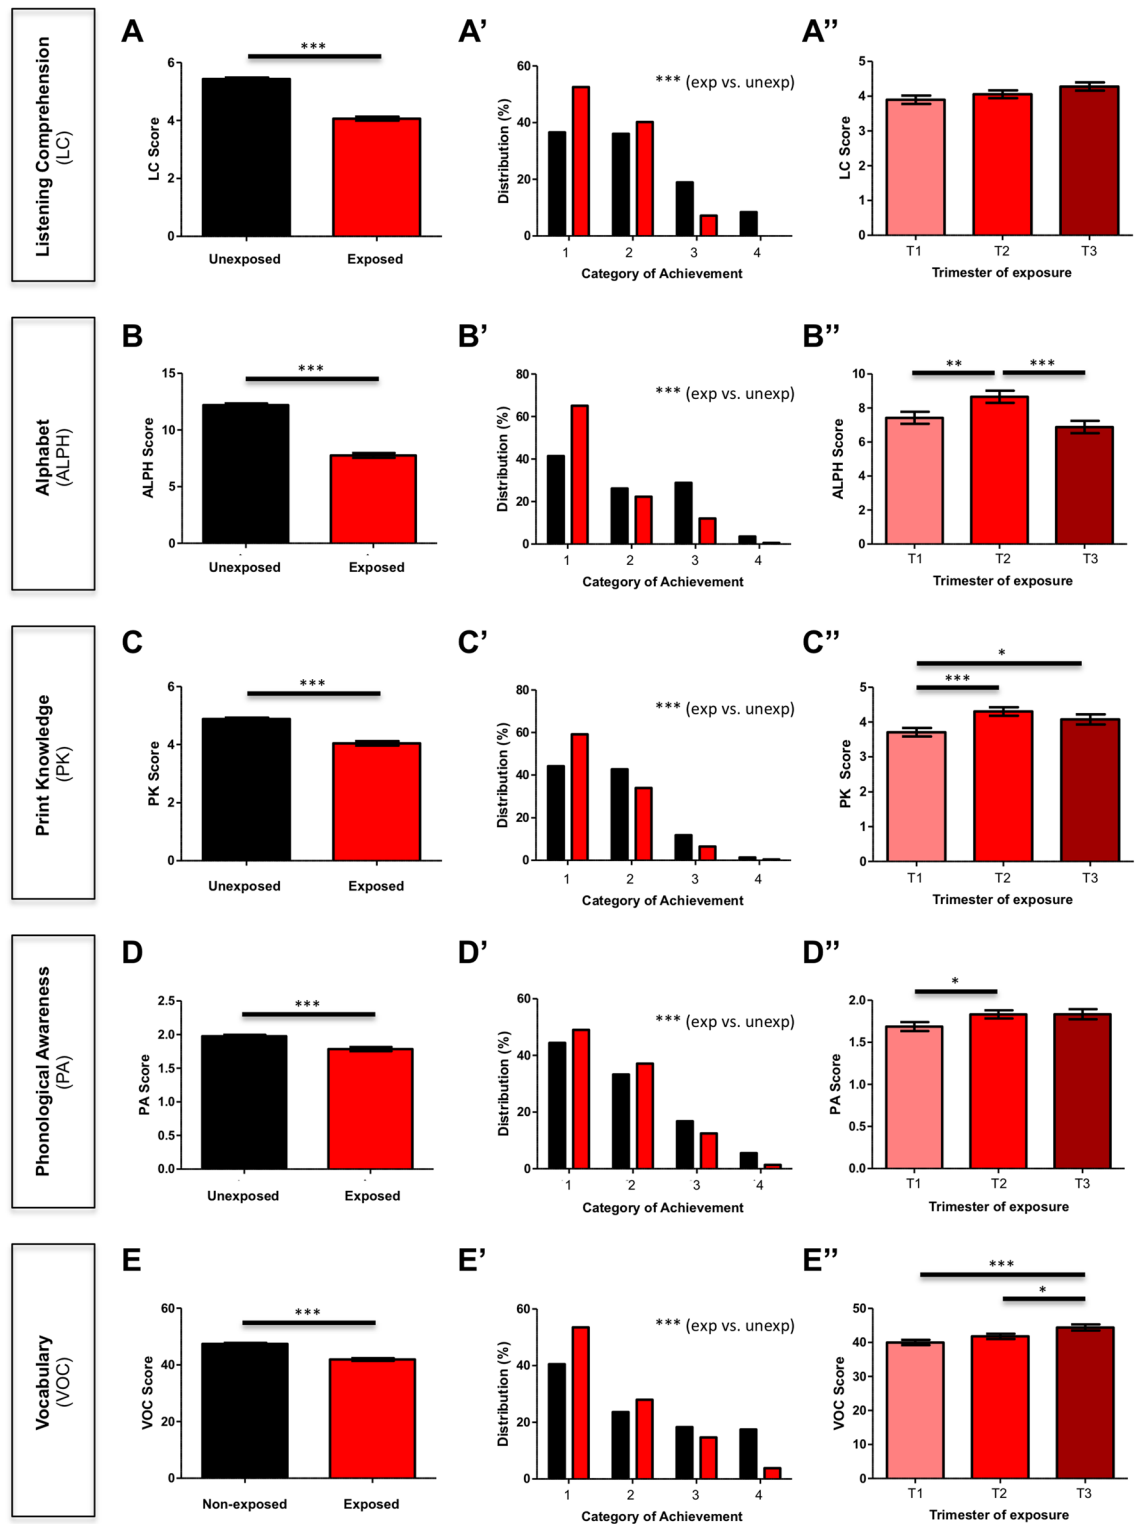 Listening Comprehension
(LC)
A
***
LC Score
6
4
2
0
Unexposed
Exposed
A’
*** (exp vs. unexp)
Distribution (%)
60
40
20
0
1
2
3
4
Category of Achievement
A’’
LC Score
5
4
3
2
1
0
T1
T2
T3
Trimester of exposure
Alphabet
(ALPH)
B
***
ALPH Score
15
10
5
0
Unexposed
Exposed
B’
*** (exp vs. unexp)
Distribution (%)
80
60
40
20
0
1
2
3
4
Category of Achievement
B’’
**
***
ALPH Score
10
8
6
4
2
0
T1
T2
T3
Trimester of exposure
Print Knowledge
(PK)
C
***
PK Score
6
4
2
0
Unexposed
Exposed
C’
*** (exp vs. unexp)
Distribution (%)
80
60
40
20
0
1
2
3
4
Category of Achievement
C’’
*
***
PK Score
5
4
3
2
1
0
T1
T2
T3
Trimester of exposure
Phonological Awareness
(PA)
D
***
PA Score
2.5
2.0
1.5
1.0
0.5
0.0
Unexposed
Exposed
D’
*** (exp vs. unexp)
Distribution (%)
60
40
20
0
1
2
3
4
Category of Achievement
D’’
*
PA Score
2.0
1.5
1.0
0.5
0.0
T1
T2
T3
Trimester of exposure
Vocabulary
(VOC)
E
***
VOC Score
60
40
20
0
Non-exposed
Exposed
E’
*** (exp vs. unexp)
Distribution (%)
60
40
20
0
1
2
3
4
Category of Achievement
E’’
***
*
VOC Score
50
40
30
20
10
0
T1
T2
T3
Trimester of exposure